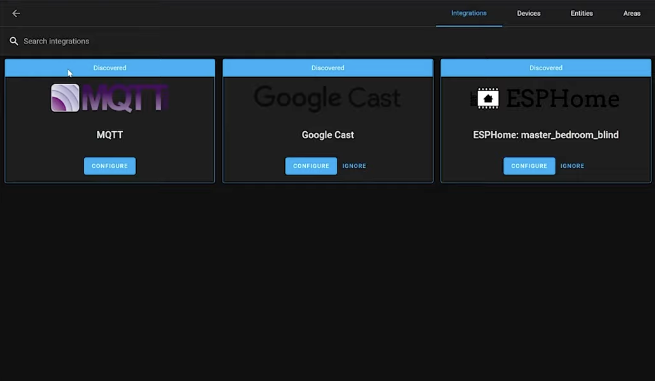 Integrations Devices Entities Areas
Search integrations
Discovered Discovered Discovered
MQTT Google Cast ESPHome
MQTT Google Cast ESPHome: master_bedroom_blind
CONFIGURE CONFIGURE IGNORE CONFIGURE IGNORE